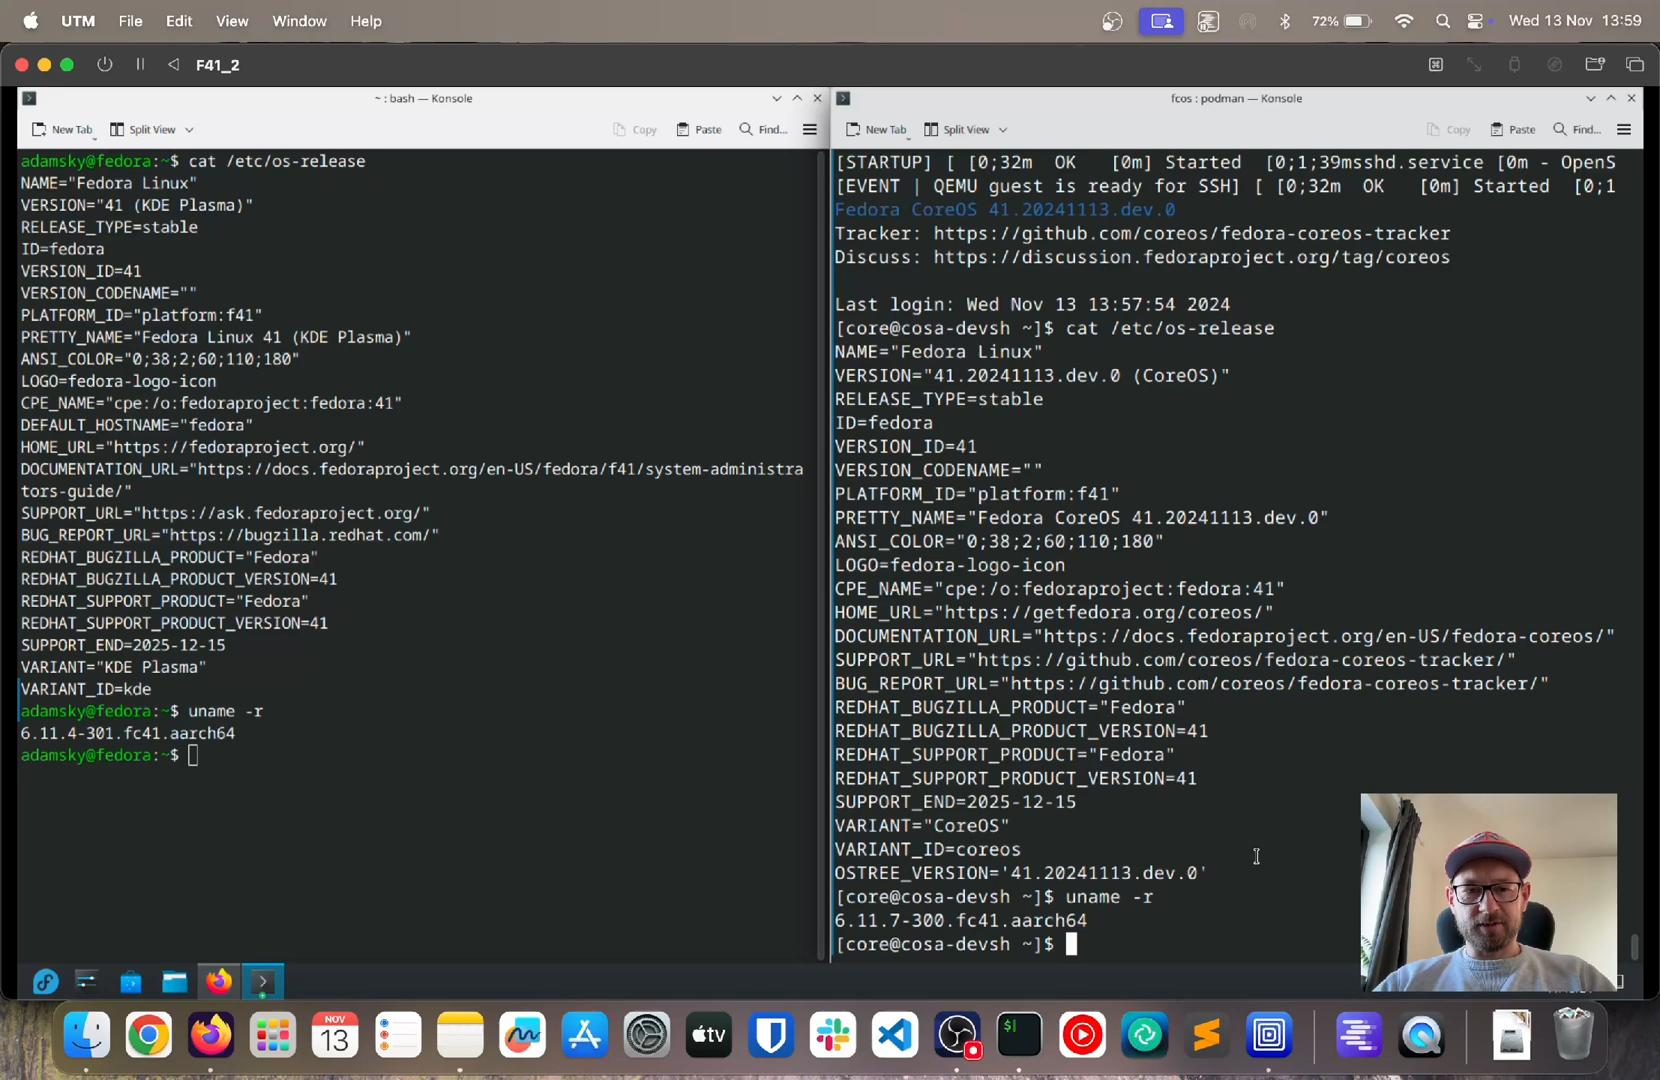 UTM File Edit View Window Help 72% Wed 13 Nov 13:59
F41_2
~ : bash — Konsole
New Tab Split View Copy Paste Find...
adamsky@fedora:~$ cat /etc/os-release
NAME="Fedora Linux"
VERSION="41 (KDE Plasma)"
RELEASE_TYPE=stable
ID=fedora
VERSION_ID=41
VERSION_CODENAME=""
PLATFORM_ID="platform:f41"
PRETTY_NAME="Fedora Linux 41 (KDE Plasma)"
ANSI_COLOR="0;38;2;60;110;180"
LOGO=fedora-logo-icon
CPE_NAME="cpe:/o:fedoraproject:fedora:41"
DEFAULT_HOSTNAME="fedora"
HOME_URL="https://fedoraproject.org/"
DOCUMENTATION_URL="https://docs.fedoraproject.org/en-US/fedora/f41/system-administra
tors-guide/"
SUPPORT_URL="https://ask.fedoraproject.org/"
BUG_REPORT_URL="https://bugzilla.redhat.com/"
REDHAT_BUGZILLA_PRODUCT="Fedora"
REDHAT_BUGZILLA_PRODUCT_VERSION=41
REDHAT_SUPPORT_PRODUCT="Fedora"
REDHAT_SUPPORT_PRODUCT_VERSION=41
SUPPORT_END=2025-12-15
VARIANT="KDE Plasma"
VARIANT_ID=kde
adamsky@fedora:~$ uname -r
6.11.4-301.fc41.aarch64
adamsky@fedora:~$
fcos : podman — Konsole
New Tab Split View Copy Paste Find...
[STARTUP] [ [0;32m  OK   [0m] Started  [0;1;39msshd.service [0m - OpenS
[EVENT | QEMU guest is ready for SSH] [ [0;32m  OK   [0m] Started  [0;1
Fedora CoreOS 41.20241113.dev.0
Tracker: https://github.com/coreos/fedora-coreos-tracker
Discuss: https://discussion.fedoraproject.org/tag/coreos
Last login: Wed Nov 13 13:57:54 2024
[core@cosa-devsh ~]$ cat /etc/os-release
NAME="Fedora Linux"
VERSION="41.20241113.dev.0 (CoreOS)"
RELEASE_TYPE=stable
ID=fedora
VERSION_ID=41
VERSION_CODENAME=""
PLATFORM_ID="platform:f41"
PRETTY_NAME="Fedora CoreOS 41.20241113.dev.0"
ANSI_COLOR="0;38;2;60;110;180"
LOGO=fedora-logo-icon
CPE_NAME="cpe:/o:fedoraproject:fedora:41"
HOME_URL="https://getfedora.org/coreos/"
DOCUMENTATION_URL="https://docs.fedoraproject.org/en-US/fedora-coreos/"
SUPPORT_URL="https://github.com/coreos/fedora-coreos-tracker/"
BUG_REPORT_URL="https://github.com/coreos/fedora-coreos-tracker/"
REDHAT_BUGZILLA_PRODUCT="Fedora"
REDHAT_BUGZILLA_PRODUCT_VERSION=41
REDHAT_SUPPORT_PRODUCT="Fedora"
REDHAT_SUPPORT_PRODUCT_VERSION=41
SUPPORT_END=2025-12-15
VARIANT="CoreOS"
VARIANT_ID=coreos
OSTREE_VERSION='41.20241113.dev.0'
[core@cosa-devsh ~]$ uname -r
6.11.7-300.fc41.aarch64
[core@cosa-devsh ~]$
NOV
13
tv
$